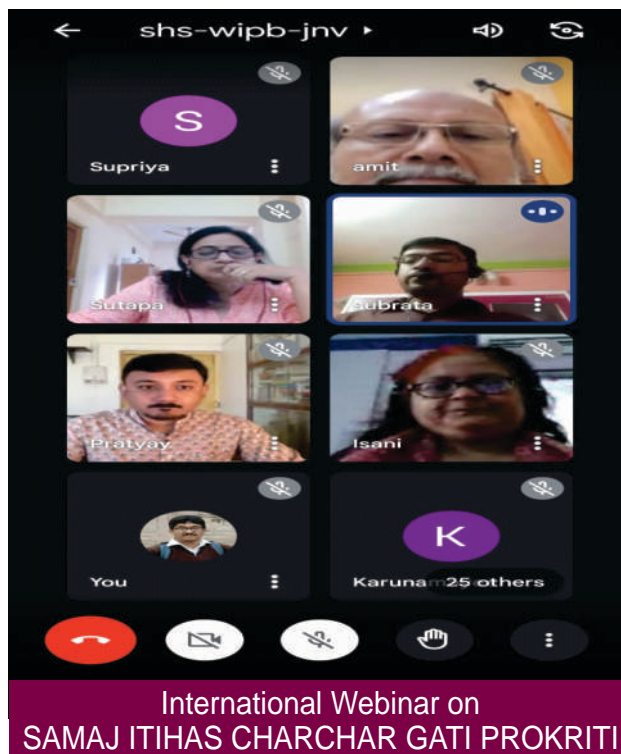 shs-wipb-jnv
S
Supriya
amit
Sutapa
Subrata
Pratyay
Isani
You
K
Karuna 25 others
International Webinar on
SAMAJ ITIHAS CHARCHAR GATI PROKRITI